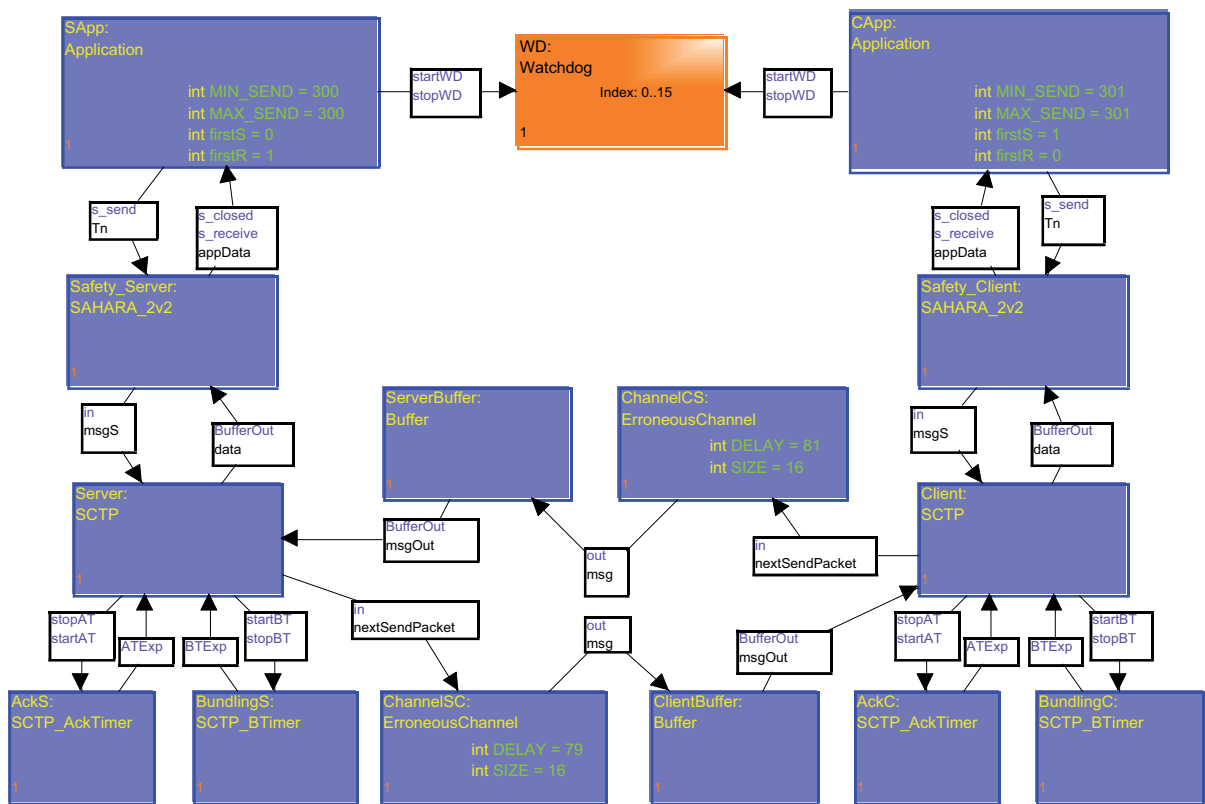 SApp:
Application
int MIN_SEND = 300
int MAX_SEND = 300
int firstS = 0
int firstR = 1
1
startWD
stopWD
WD:
Watchdog
Index: 0..15
1
startWD
stopWD
CApp:
Application
int MIN_SEND = 301
int MAX_SEND = 301
int firstS = 1
int firstR = 0
1
s_send
Tn
s_closed
s_receive
appData
s_closed
s_receive
appData
s_send
Tn
Safety_Server:
SAHARA_2v2
1
Safety_Client:
SAHARA_2v2
1
in
msgS
BufferOut
data
ServerBuffer:
Buffer
1
ChannelCS:
ErroneousChannel
int DELAY = 81
int SIZE = 16
1
in
msgS
BufferOut
data
Server:
SCTP
1
BufferOut
msgOut
out
msg
in
nextSendPacket
Client:
SCTP
1
stopAT
startAT
ATExp
BTExp
startBT
stopBT
in
nextSendPacket
out
msg
BufferOut
msgOut
stopAT
startAT
ATExp
BTExp
startBT
stopBT
AckS:
SCTP_AckTimer
1
BundlingS:
SCTP_BTimer
1
ChannelSC:
ErroneousChannel
int DELAY = 79
int SIZE = 16
1
ClientBuffer:
Buffer
1
AckC:
SCTP_AckTimer
1
BundlingC:
SCTP_BTimer
1